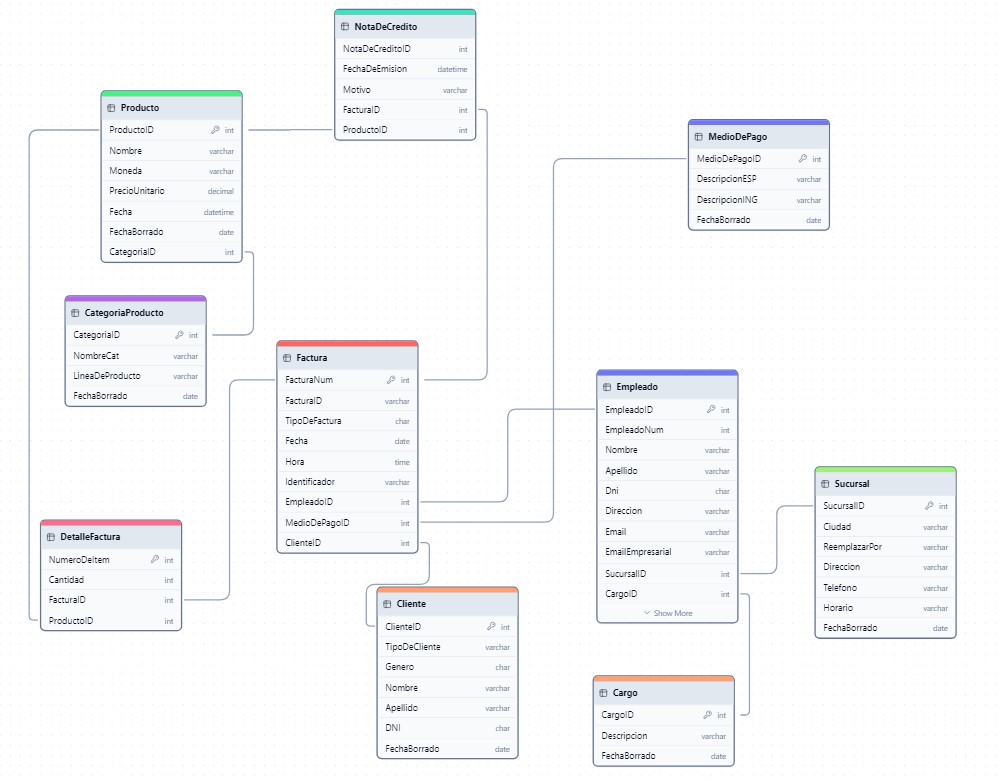 NotaDeCredito
NotaDeCreditoID int
FechaDeEmision datetime
Motivo varchar
FacturaID int
ProductoID int
Producto
ProductoID int
Nombre varchar
Moneda varchar
PrecioUnitario decimal
Fecha datetime
FechaBorrado date
CategoriaID int
MedioDePago
MedioDePagoID int
DescripcionESP varchar
DescripcionING varchar
FechaBorrado date
CategoriaProducto
CategoriaID int
NombreCat varchar
LineaDeProducto varchar
FechaBorrado date
Factura
FacturaNum int
FacturaID varchar
TipoDeFactura char
Fecha date
Hora time
Identificador varchar
EmpleadoID int
MedioDePagoID int
ClienteID int
Empleado
EmpleadoID int
EmpleadoNum int
Nombre varchar
Apellido varchar
Dni char
Direccion varchar
Email varchar
EmailEmpresarial varchar
SucursalID int
CargoID int
Show More
Sucursal
SucursalID int
Ciudad varchar
ReemplazarPor varchar
Direccion varchar
Telefono varchar
Horario varchar
FechaBorrado date
DetalleFactura
NumeroDeItem int
Cantidad int
FacturaID int
ProductoID int
Cliente
ClienteID int
TipoDeCliente varchar
Genero char
Nombre varchar
Apellido varchar
DNI char
FechaBorrado date
Cargo
CargoID int
Descripcion varchar
FechaBorrado date